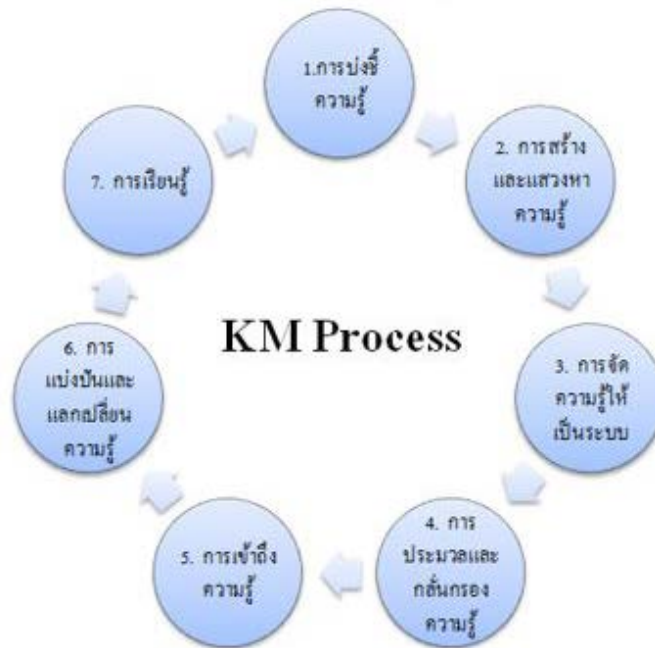 1.การบ่งชี้
ความรู้
2. การสร้าง
และแสวงหา
ความรู้
3. การจัด
ความรู้ให้
เป็นระบบ
4. การ
ประมวลและ
กลั่นกรอง
ความรู้
5. การเข้าถึง
ความรู้
6. การ
แบ่งปันและ
แลกเปลี่ยน
ความรู้
7. การเรียนรู้
KM Process